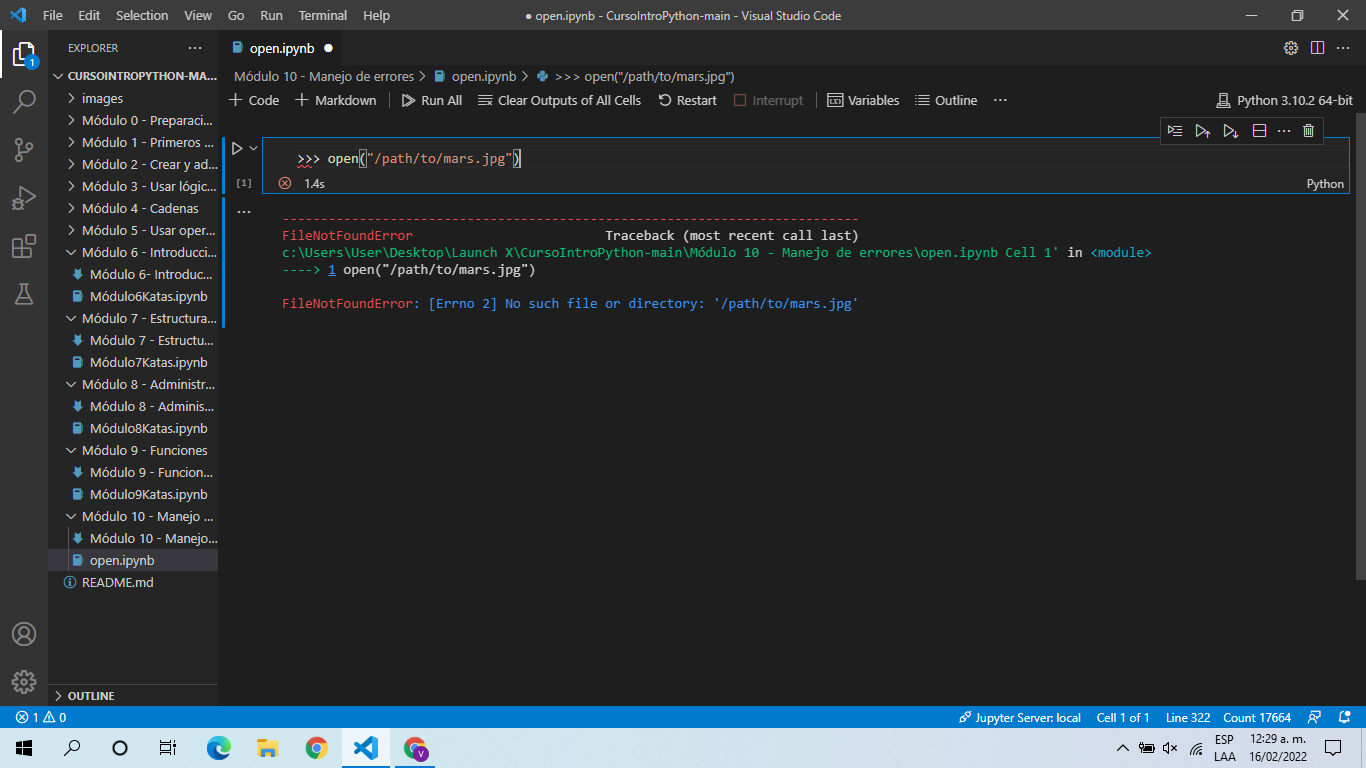 File Edit Selection View Go Run Terminal Help ● open.ipynb - CursoIntroPython-main - Visual Studio Code
EXPLORER ···
open.ipynb ●
CURSOINTROPYTHON-MA...
Módulo 10 - Manejo de errores > open.ipynb > >>> open("/path/to/mars.jpg")
+ Code + Markdown Run All Clear Outputs of All Cells Restart Interrupt Variables Outline ··· Python 3.10.2 64-bit
images
Módulo 0 - Preparaci...
Módulo 1 - Primeros ...
Módulo 2 - Crear y ad...
Módulo 3 - Usar lógic...
Módulo 4 - Cadenas
Módulo 5 - Usar oper...
Módulo 6 - Introducci...
Módulo 6- Introduc...
Módulo6Katas.ipynb
Módulo 7 - Estructura...
Módulo 7 - Estructu...
Módulo7Katas.ipynb
Módulo 8 - Administr...
Módulo 8 - Adminis...
Módulo8Katas.ipynb
Módulo 9 - Funciones
Módulo 9 - Funcion...
Módulo9Katas.ipynb
Módulo 10 - Manejo ...
Módulo 10 - Manejo...
open.ipynb
README.md
OUTLINE
>>> open("/path/to/mars.jpg")
[1] 1.4s Python
---------------------------------------------------------------------------
FileNotFoundError Traceback (most recent call last)
c:\Users\User\Desktop\Launch X\CursoIntroPython-main\Módulo 10 - Manejo de errores\open.ipynb Cell 1' in <module>
----> 1 open("/path/to/mars.jpg")
FileNotFoundError: [Errno 2] No such file or directory: '/path/to/mars.jpg'
1 0 Jupyter Server: local Cell 1 of 1 Line 322 Count 17664
ESP 12:29 a. m.
LAA 16/02/2022
1
V